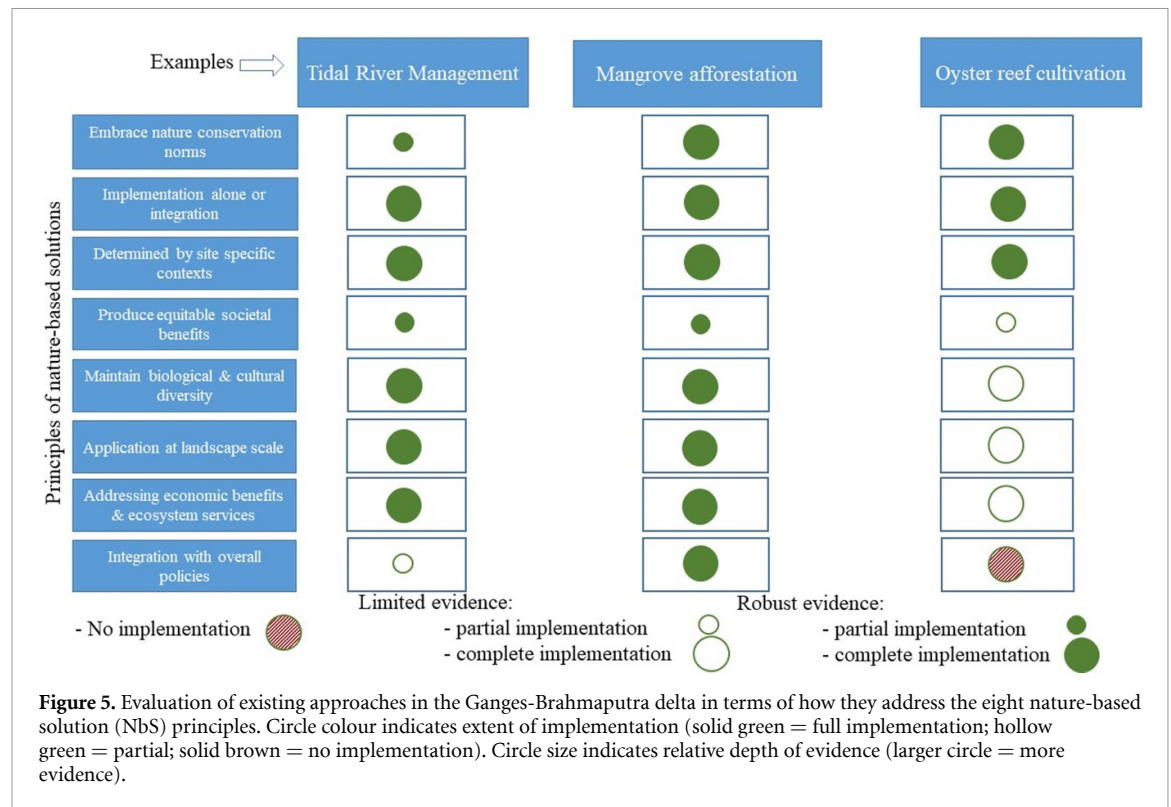 Examples
Tidal River Management
Mangrove afforestation
Oyster reef cultivation
Principles of nature-based solutions
Embrace nature conservation
norms
Implementation alone or
integration
Determined by site specific
contexts
Produce equitable societal
benefits
Maintain biological & cultural
diversity
Application at landscape scale
Addressing economic benefits
& ecosystem services
Integration with overall
policies
- No implementation
Limited evidence:
- partial implementation
- complete implementation
Robust evidence:
- partial implementation
- complete implementation
Figure 5. Evaluation of existing approaches in the Ganges-Brahmaputra delta in terms of how they address the eight nature-based
solution (NbS) principles. Circle colour indicates extent of implementation (solid green = full implementation; hollow
green = partial; solid brown = no implementation). Circle size indicates relative depth of evidence (larger circle = more
evidence).